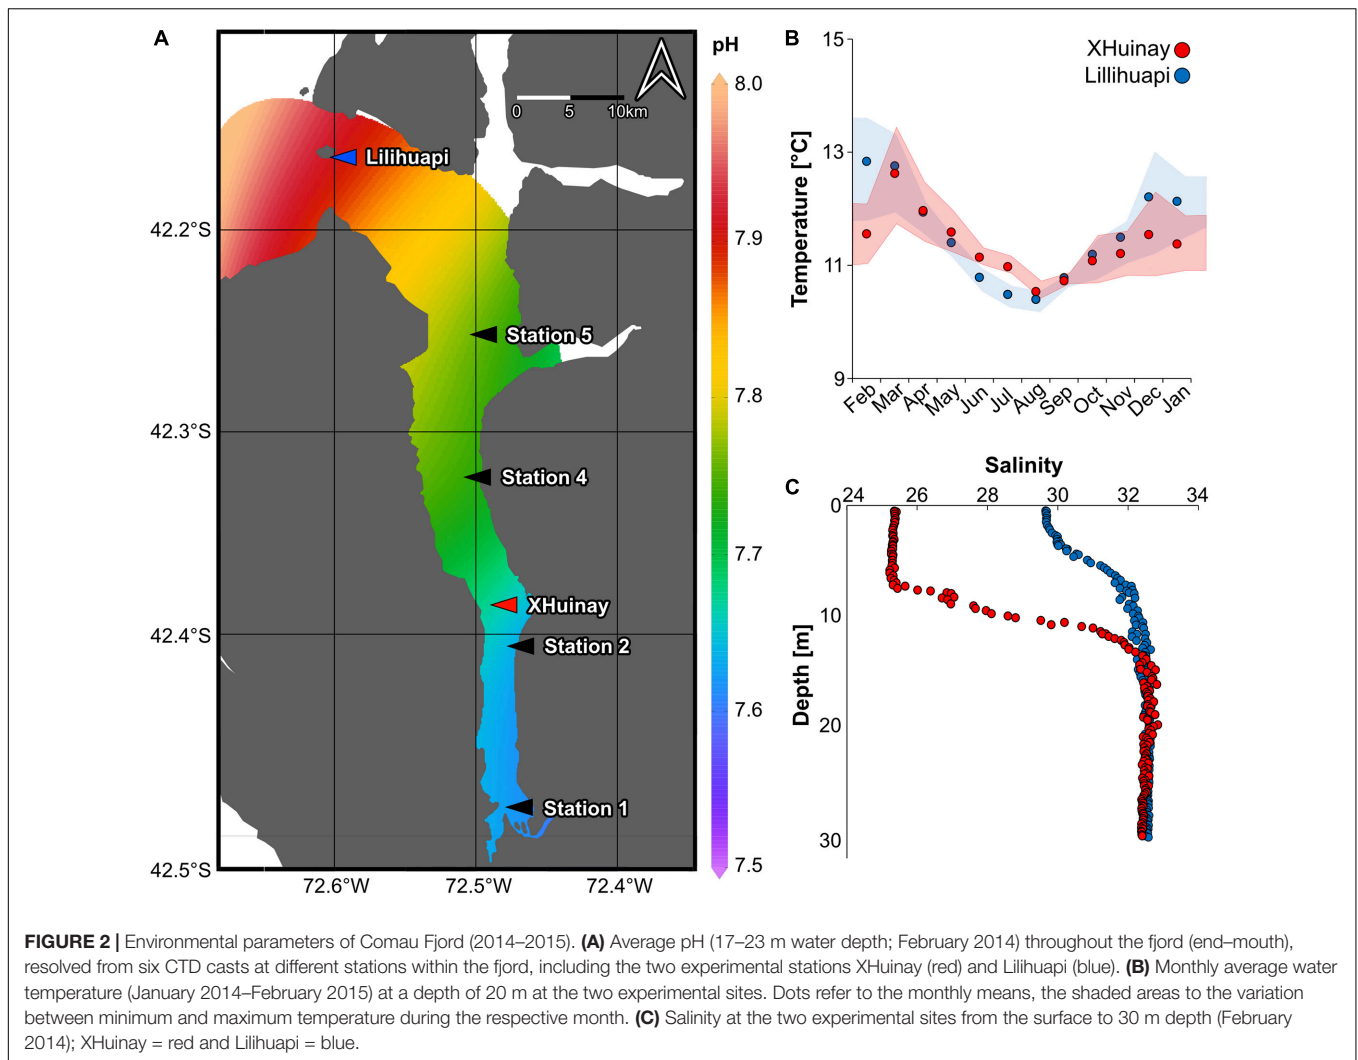 A
pH
8.0
7.9
7.8
7.7
7.6
7.5
0 5 10km
Lilihuapi
Station 5
Station 4
XHuinay
Station 2
Station 1
42.2°S
42.3°S
42.4°S
42.5°S
72.6°W 72.5°W 72.4°W
B
XHuinay
Lillihuapi
Temperature [°C]
15
13
11
9
Feb Mar Apr May Jun Jul Aug Sep Oct Nov Dec Jan
C
Salinity
24 26 28 30 32 34
Depth [m]
0
10
20
30
FIGURE 2 | Environmental parameters of Comau Fjord (2014–2015). (A) Average pH (17–23 m water depth; February 2014) throughout the fjord (end–mouth),
resolved from six CTD casts at different stations within the fjord, including the two experimental stations XHuinay (red) and Lilihuapi (blue). (B) Monthly average water
temperature (January 2014–February 2015) at a depth of 20 m at the two experimental sites. Dots refer to the monthly means, the shaded areas to the variation
between minimum and maximum temperature during the respective month. (C) Salinity at the two experimental sites from the surface to 30 m depth (February
2014); XHuinay = red and Lilihuapi = blue.